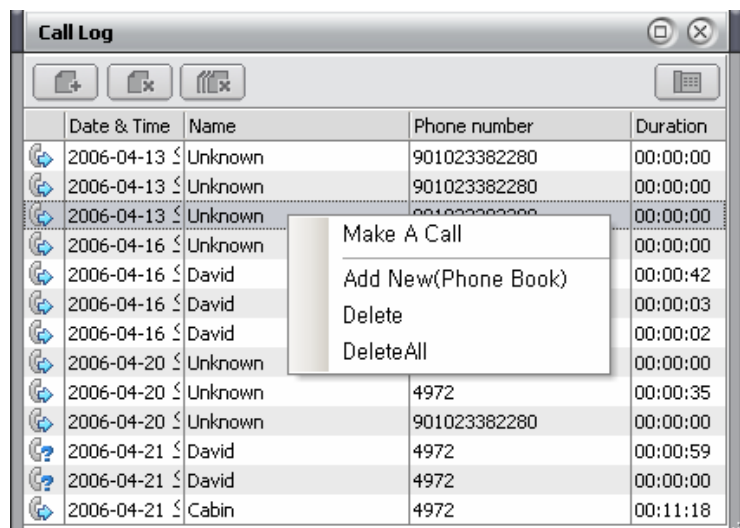 Call Log
Date & Time Name Phone number Duration
2006-04-13 Unknown 901023382280 00:00:00
2006-04-13 Unknown 901023382280 00:00:00
2006-04-13 Unknown 00:00:00
Make A Call
2006-04-16 Unknown 00:00:00
2006-04-16 David 00:00:42
Add New(Phone Book)
2006-04-16 David 00:00:03
Delete
2006-04-16 David 00:00:02
DeleteAll
2006-04-20 Unknown 00:00:00
2006-04-20 Unknown 4972 00:00:35
2006-04-20 Unknown 901023382280 00:00:00
2006-04-21 David 4972 00:00:59
2006-04-21 David 4972 00:00:00
2006-04-21 Cabin 4972 00:11:18